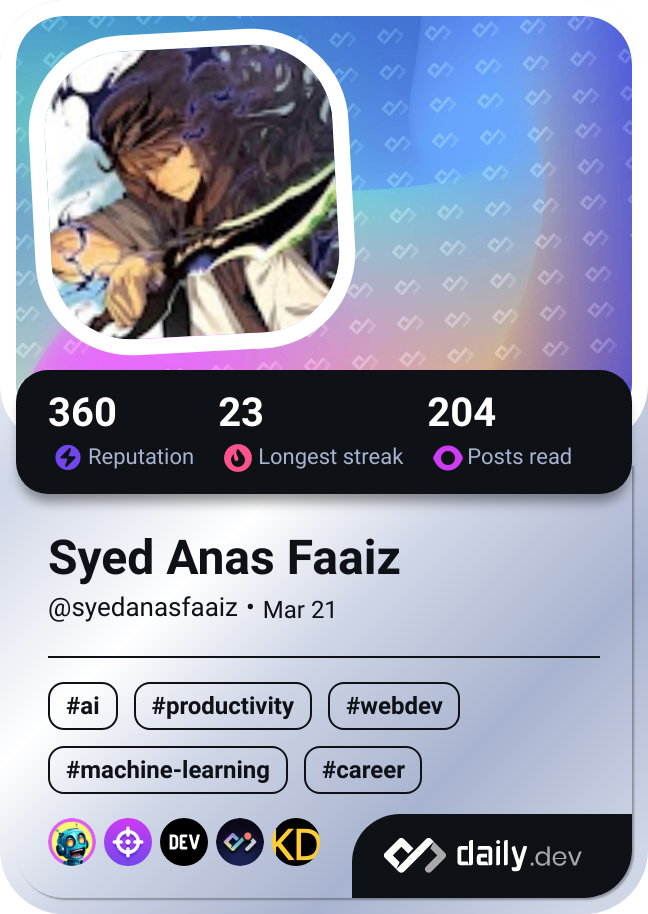 360 23 204
Reputation Longest streak Posts read
Syed Anas Faaiz
@syedanasfaaiz • Mar 21
#ai #productivity #webdev
#machine-learning #career
DEV KD
daily.dev